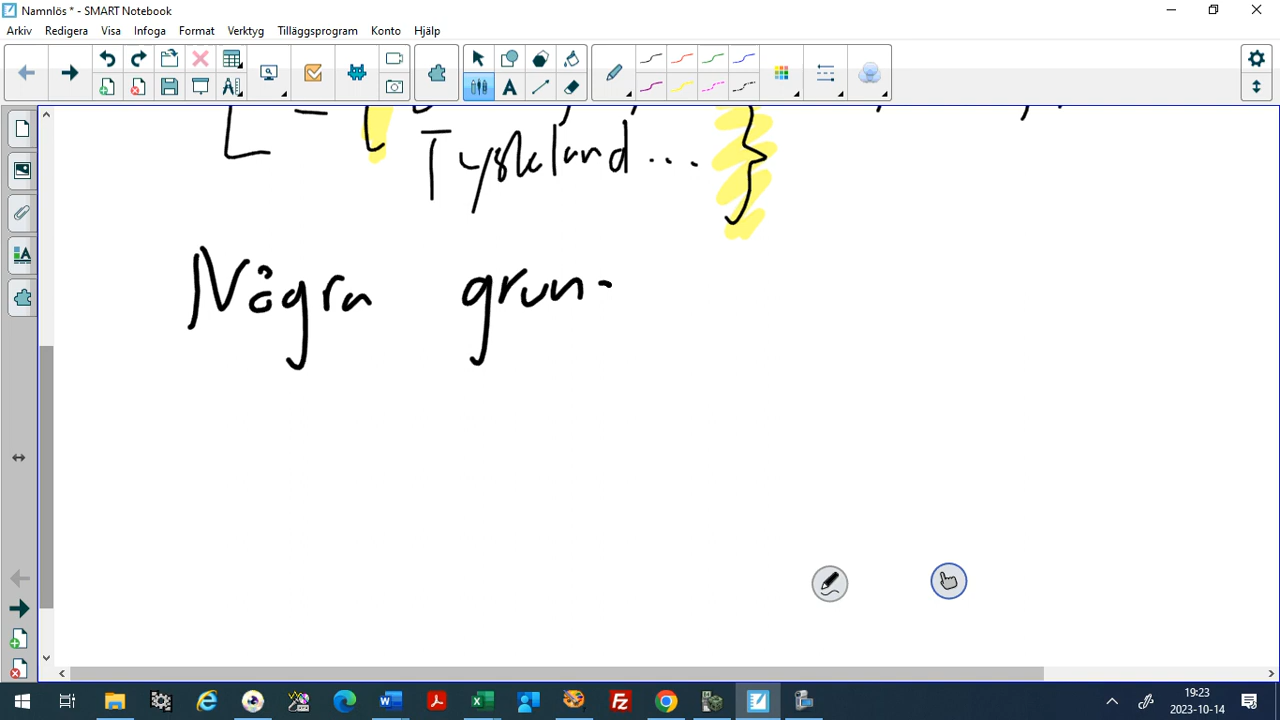 Namnlös * - SMART Notebook
Arkiv Redigera Visa Infoga Format Verktyg Tilläggsprogram Konto Hjälp
Tyskland ... }
Några grun-
19:23
2023-10-14